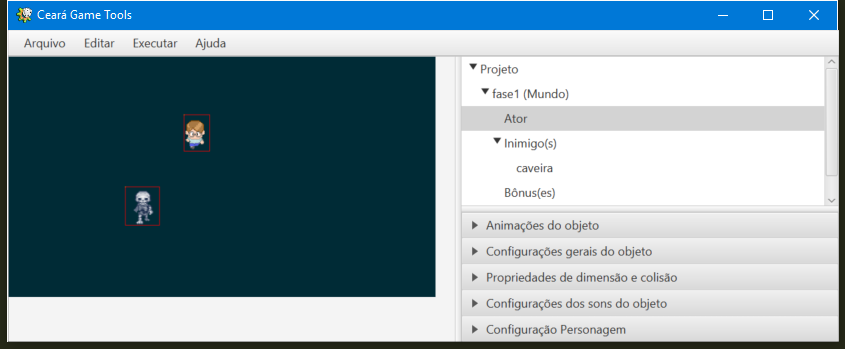 Ceará Game Tools
Arquivo Editar Executar Ajuda
Projeto
fase1 (Mundo)
Ator
Inimigo(s)
caveira
Bônus(es)
Animações do objeto
Configurações gerais do objeto
Propriedades de dimensão e colisão
Configurações dos sons do objeto
Configuração Personagem